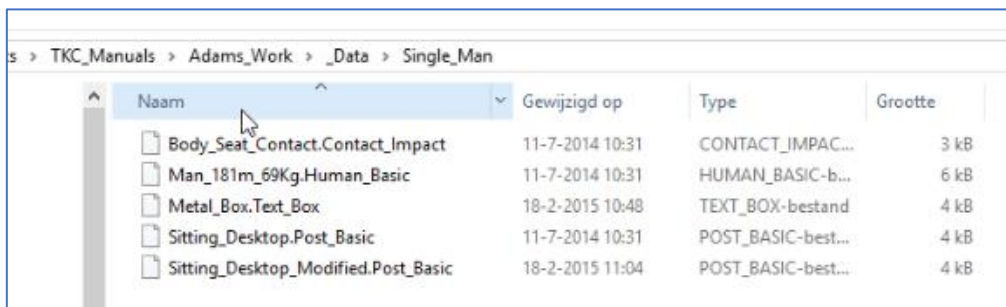 s > TKC_Manuals > Adams_Work > _Data > Single_Man
Naam Gewijzigd op Type Grootte
Body_Seat_Contact.Contact_Impact 11-7-2014 10:31 CONTACT_IMPAC... 3 kB
Man_181m_69Kg.Human_Basic 11-7-2014 10:31 HUMAN_BASIC-b... 6 kB
Metal_Box.Text_Box 18-2-2015 10:48 TEXT_BOX-bestand 4 kB
Sitting_Desktop.Post_Basic 11-7-2014 10:31 POST_BASIC-best... 4 kB
Sitting_Desktop_Modified.Post_Basic 18-2-2015 11:04 POST_BASIC-best... 4 kB